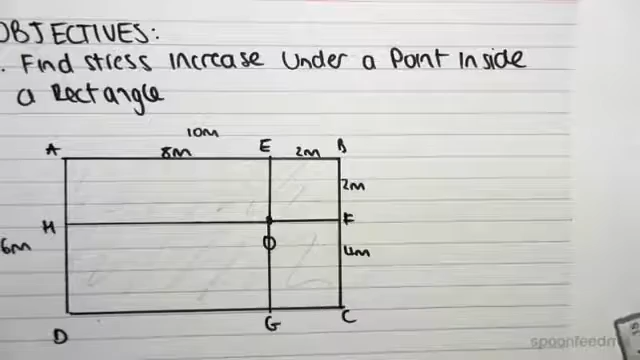 OBJECTIVES:
. Find stress increase Under a Point Inside
a Rectangle
10m
A 8m E 2m B
2m
H F
6m 4m
O
D G C
spoonfeedm